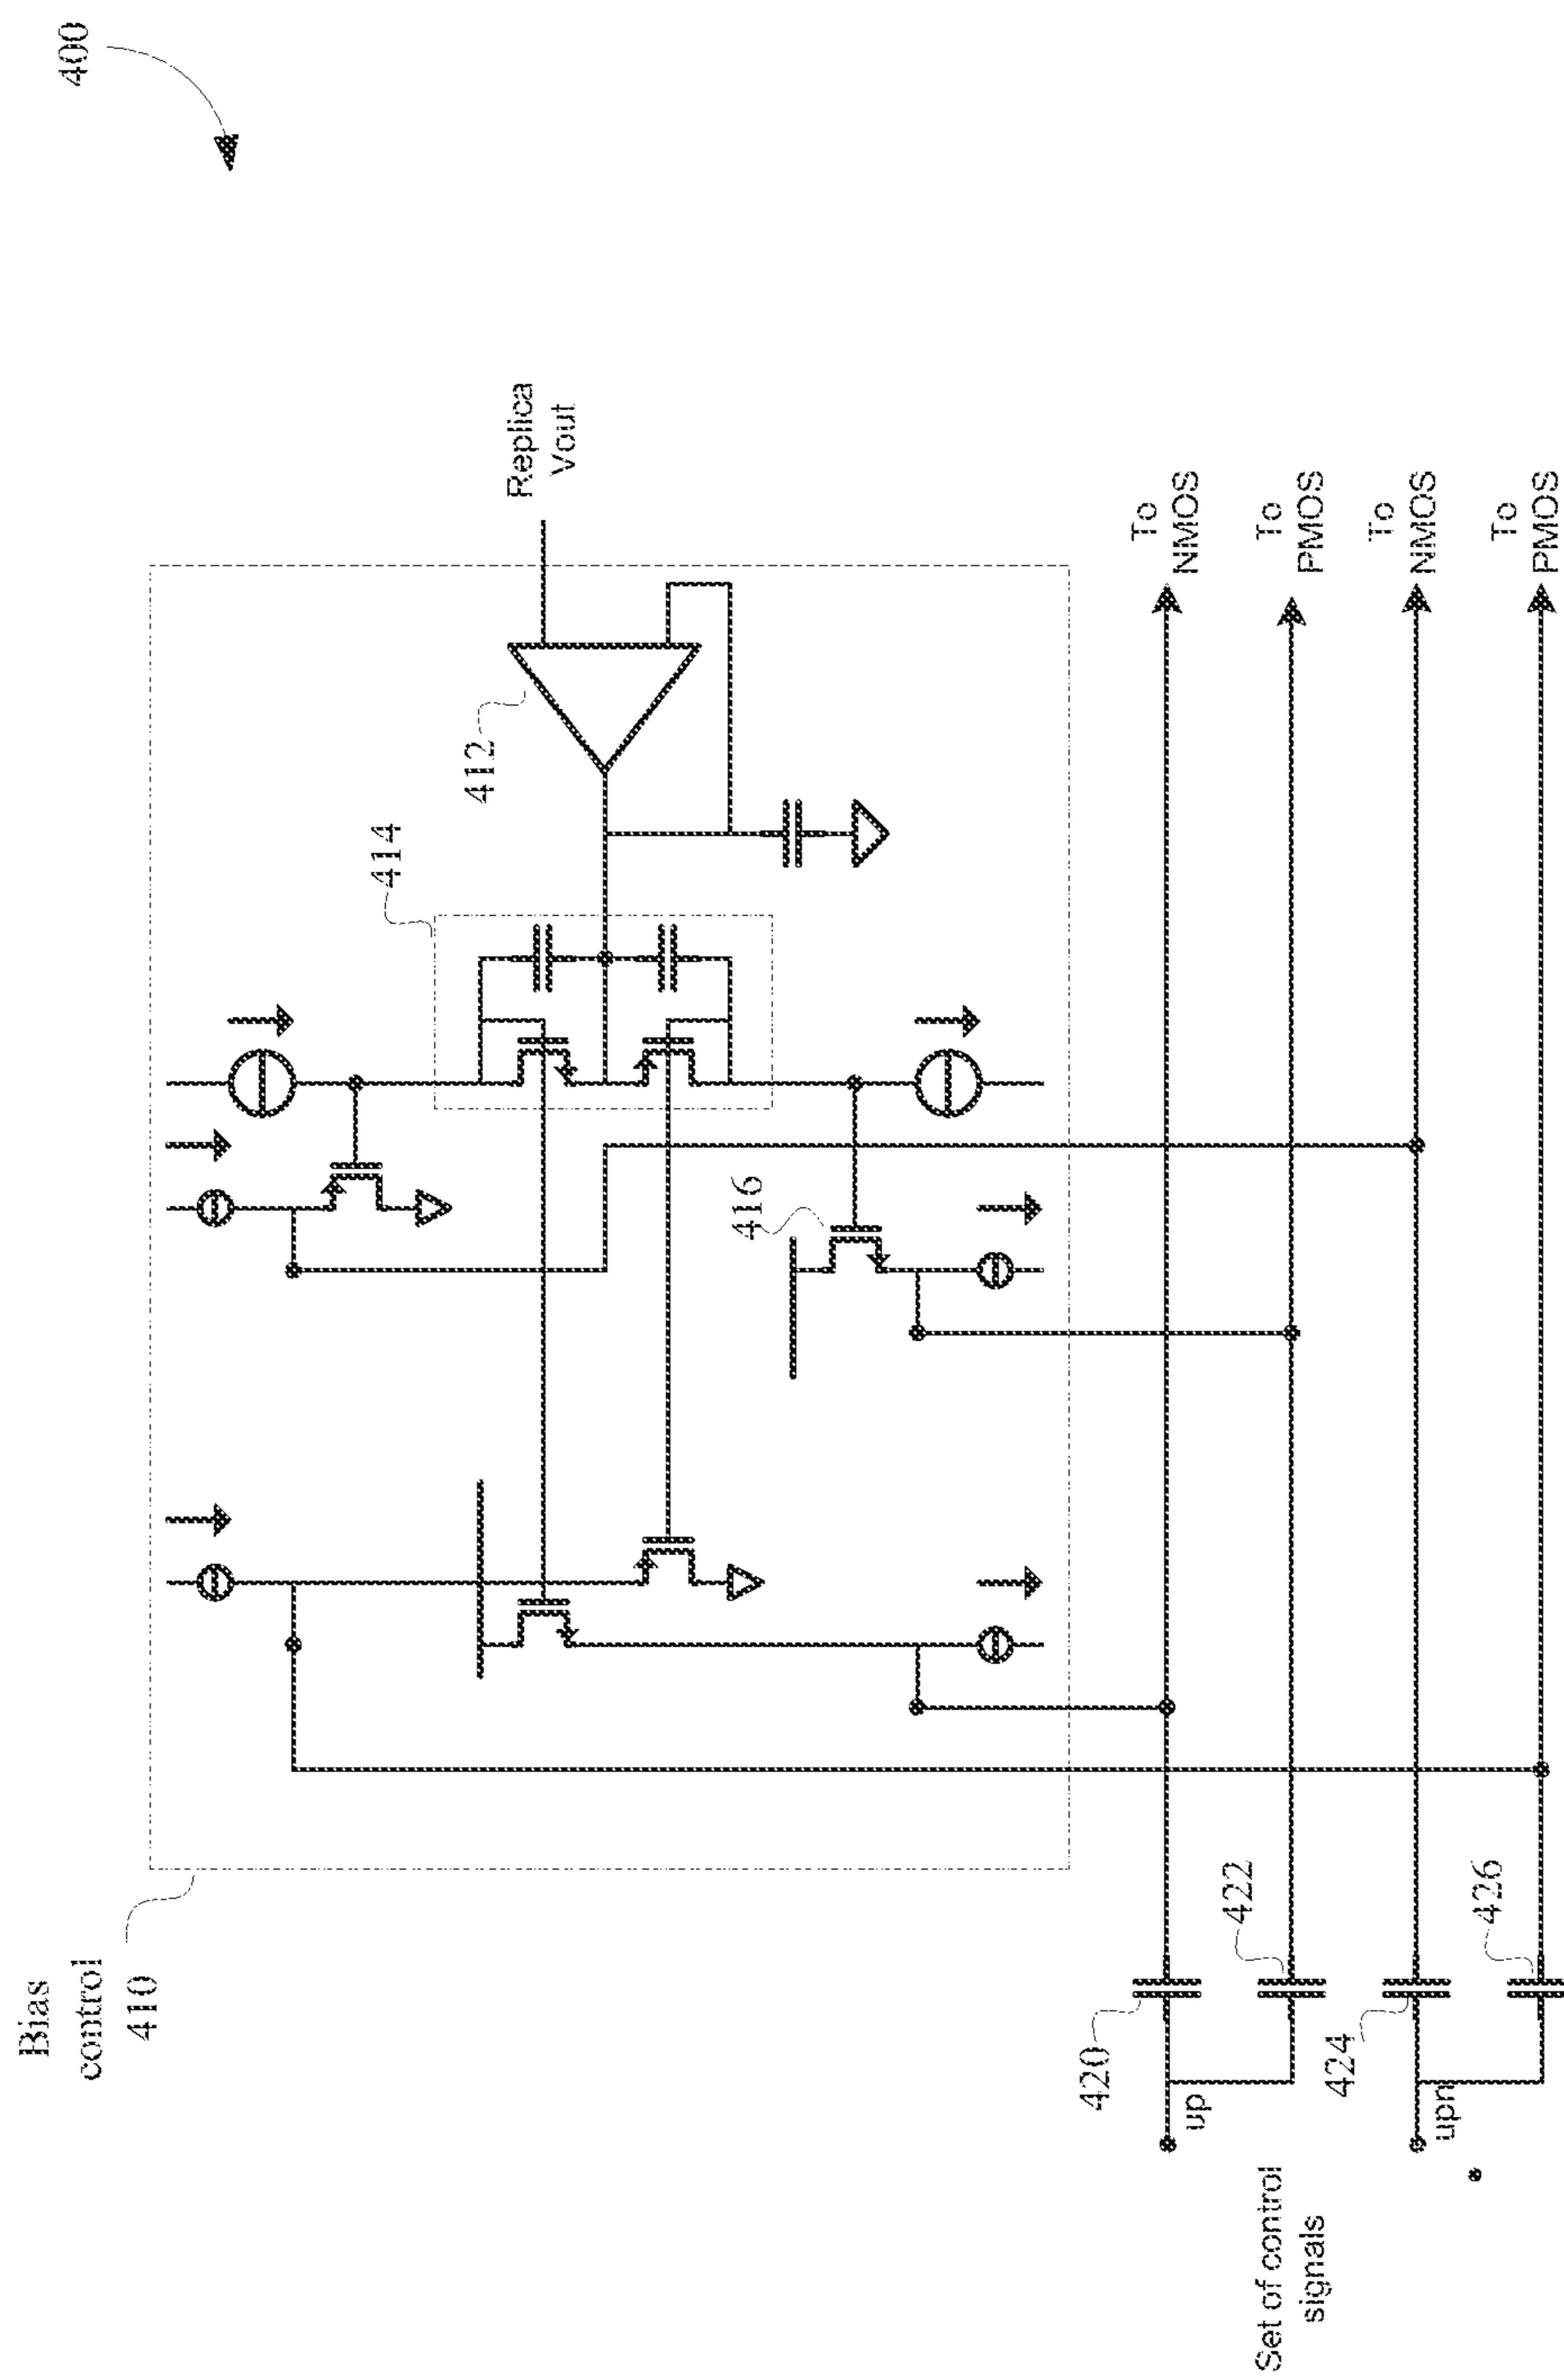 400
Bias
control
410
Replica
Vout
412
414
416
To
NMOS
To
PMOS
To
NMOS
To
PMOS
420
422
424
426
up
upn
Set of control
signals